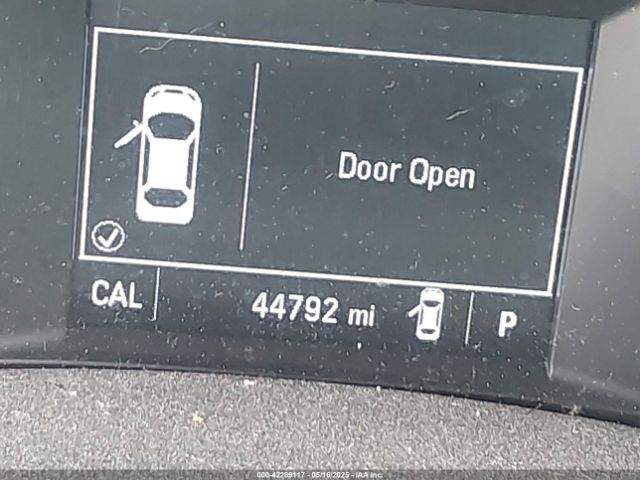 Door Open
CAL 44792 mi P
000-42289117 - 05/16/2025 - IAA Inc.